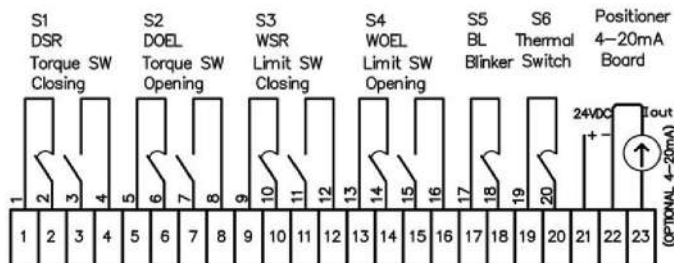 S1 S2 S3 S4 S5 S6 Positioner
DSR DOEL WSR WOEL BL Thermal 4-20mA
Torque SW Torque SW Limit SW Limit SW Blinker Switch Board
Closing Opening Closing Opening
24VDC Iout
+ -
1 2 3 4 5 6 7 8 9 10 11 12 13 14 15 16 17 18 19 20
(OPTIONAL 4-20mA)
1 2 3 4 5 6 7 8 9 10 11 12 13 14 15 16 17 18 19 20 21 22 23